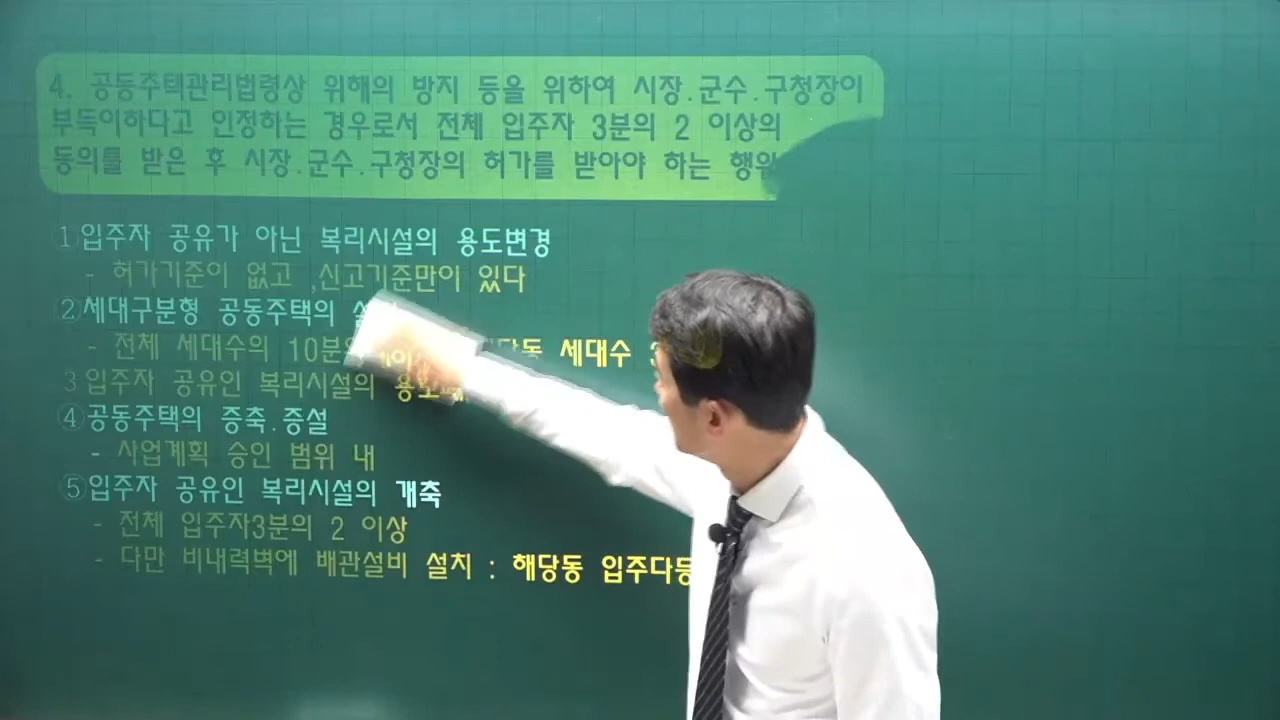 4. 공동주택관리법령상 위해의 방지 등을 위하여 시장.군수.구청장이
부득이하다고 인정하는 경우로서 전체 입주자 3분의 2 이상의
동의를 받은 후 시장.군수.구청장의 허가를 받아야 하는 행위
①입주자 공유가 아닌 복리시설의 용도변경
- 허가기준이 없고 ,신고기준만이 있다
②세대구분형 공동주택의
- 전체 세대수의 10분의 세대수
3 입주자 공유인 복리시설의
④공동주택의 증축.증설
- 사업계획 승인 범위 내
⑤입주자 공유인 복리시설의 개축
- 전체 입주자3분의 2 이상
- 다만 비내력벽에 배관설비 설치 : 해당동 입주다등